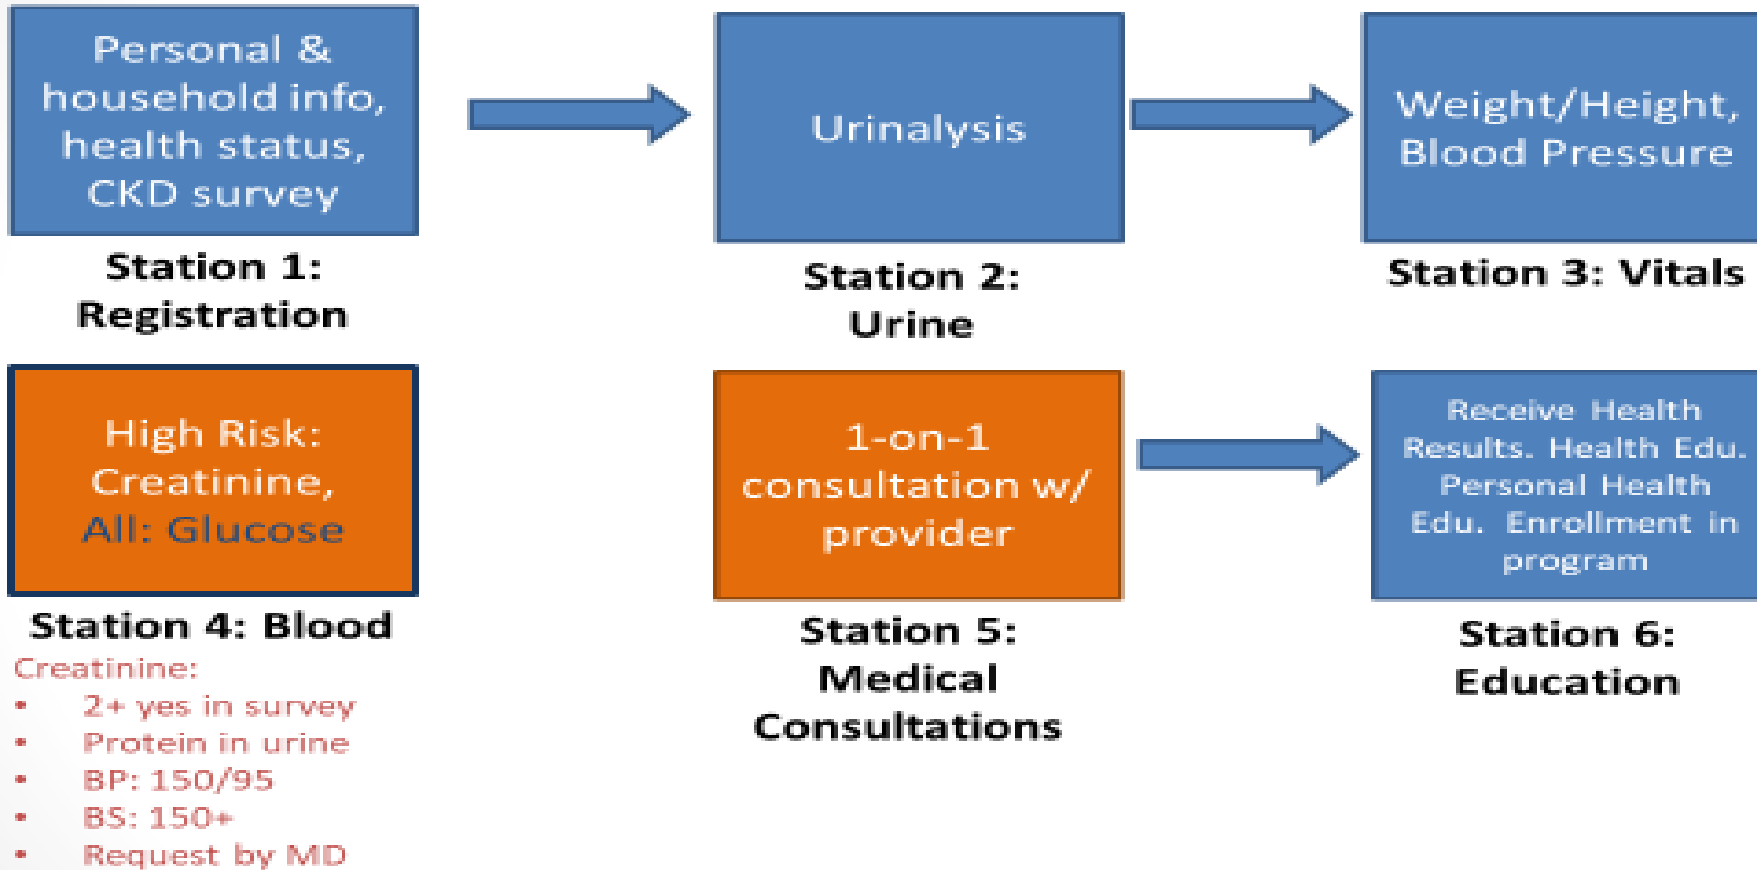 Personal &
household info,
health status,
CKD survey
Station 1:
Registration
Urinalysis
Station 2:
Urine
Weight/Height,
Blood Pressure
Station 3: Vitals
High Risk:
Creatinine,
All: Glucose
Station 4: Blood
Creatinine:
• 2+ yes in survey
• Protein in urine
• BP: 150/95
• BS: 150+
• Request by MD
1-on-1
consultation w/
provider
Station 5:
Medical
Consultations
Receive Health
Results. Health Edu.
Personal Health
Edu. Enrollment in
program
Station 6:
Education